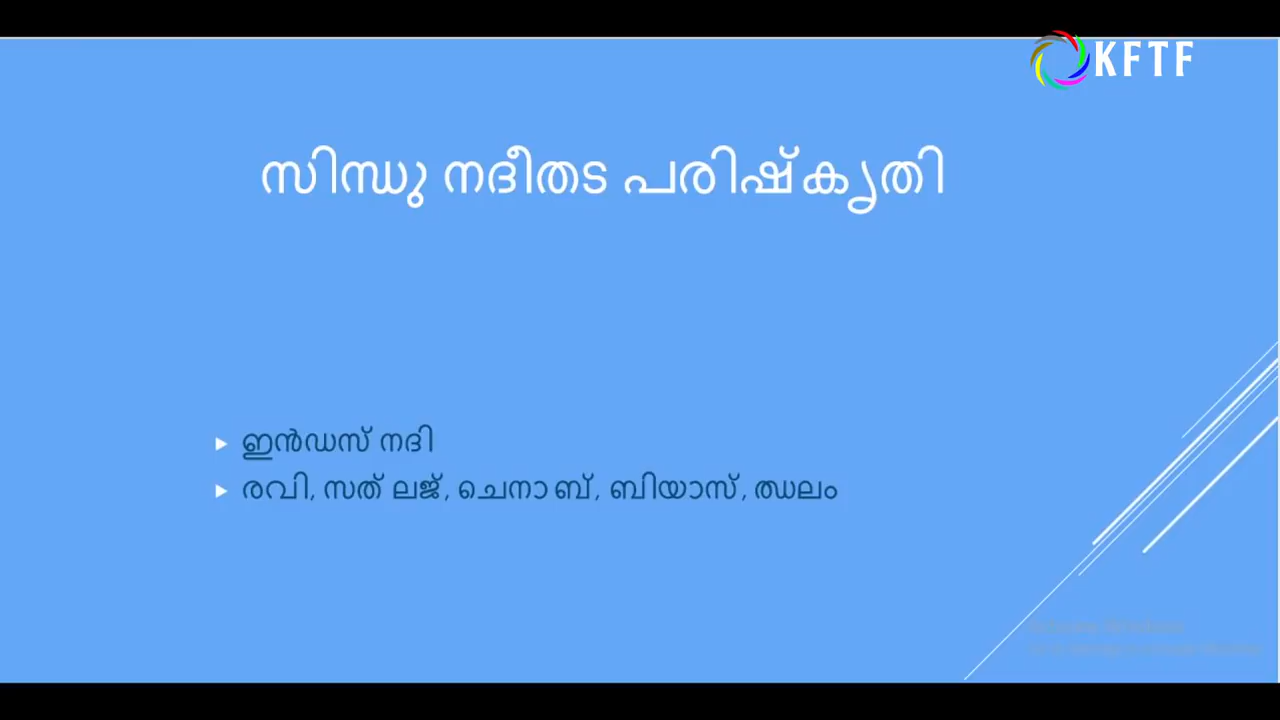 KFTF
സിന്ധു നദീതട പരിഷ്കൃതി
ഇൻഡസ് നദി
രവി, സത് ലജ്, ചെനാബ്, ബിയാസ്, ഝലം